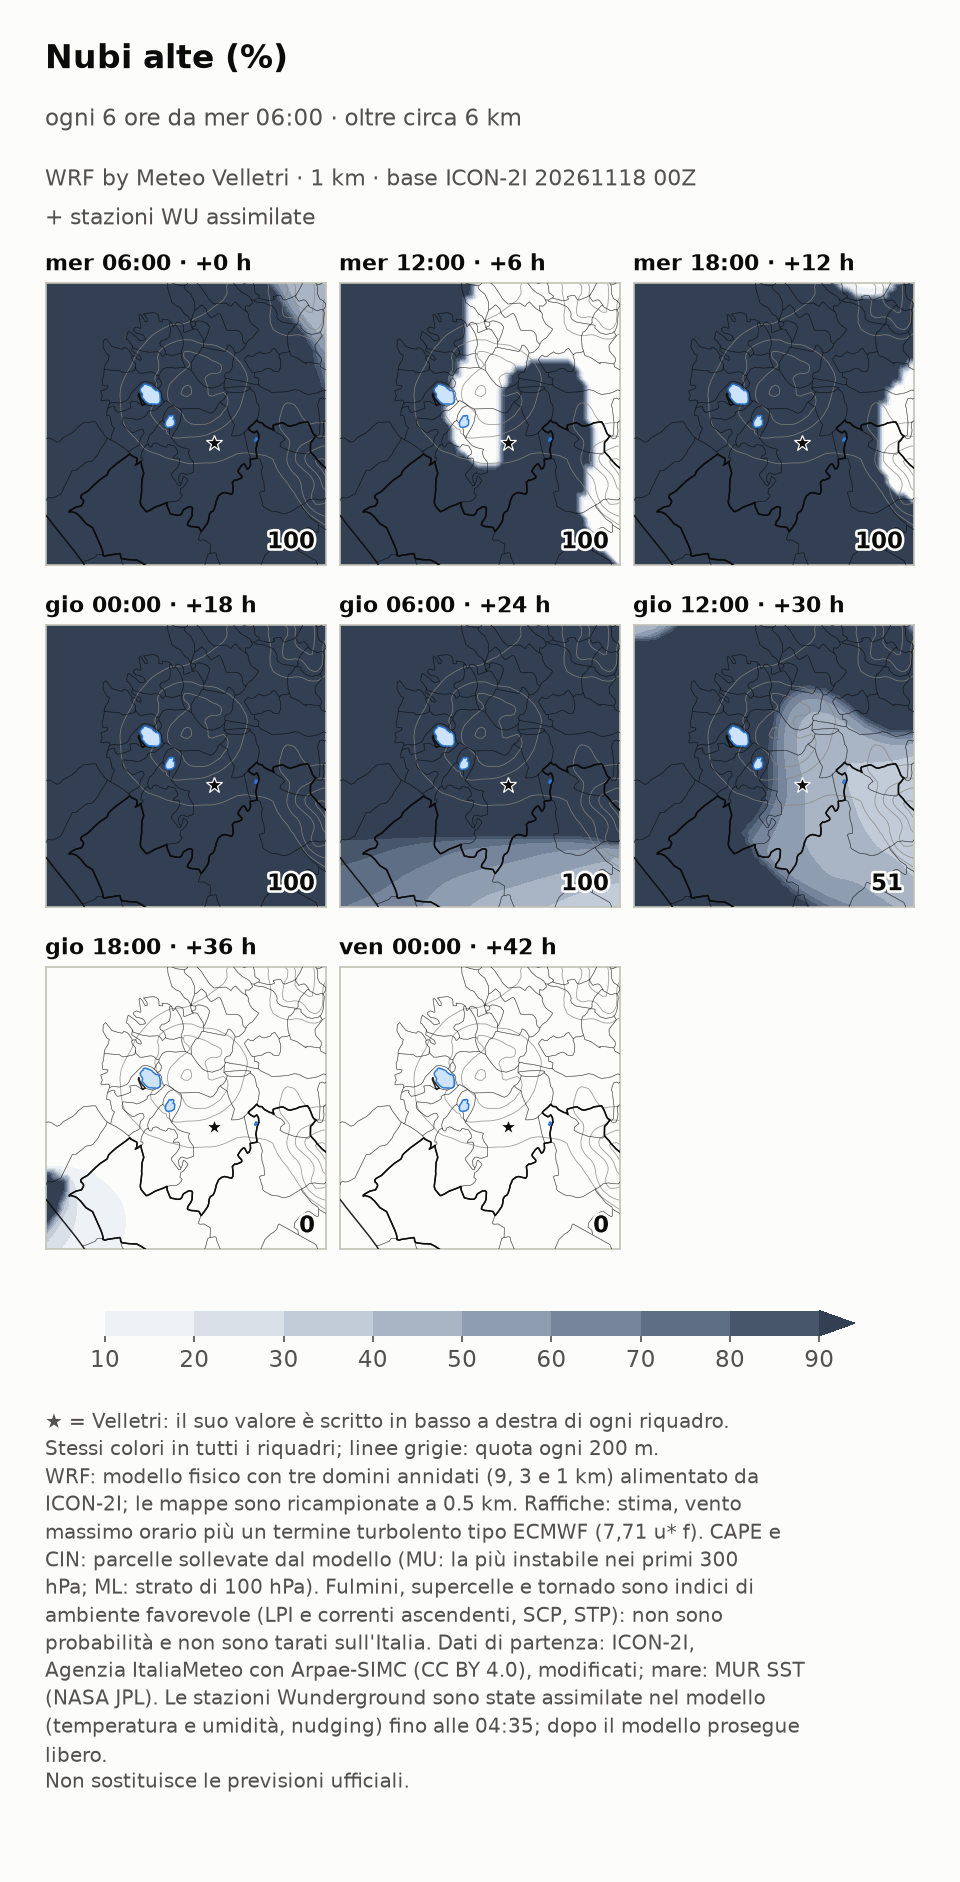 Nubi alte (%)
ogni 6 ore da mer 06:00 · oltre circa 6 km
WRF by Meteo Velletri · 1 km · base ICON-2I 20261118 00Z
+ stazioni WU assimilate
mer 06:00 · +0 h
mer 12:00 · +6 h
mer 18:00 · +12 h
100
100
100
gio 00:00 · +18 h
gio 06:00 · +24 h
gio 12:00 · +30 h
100
100
51
gio 18:00 · +36 h
ven 00:00 · +42 h
0
0
10 20 30 40 50 60 70 80 90
★ = Velletri: il suo valore è scritto in basso a destra di ogni riquadro.
Stessi colori in tutti i riquadri; linee grigie: quota ogni 200 m.
WRF: modello fisico con tre domini annidati (9, 3 e 1 km) alimentato da
ICON-2I; le mappe sono ricampionate a 0.5 km. Raffiche: stima, vento
massimo orario più un termine turbolento tipo ECMWF (7,71 u* f). CAPE e
CIN: parcelle sollevate dal modello (MU: la più instabile nei primi 300
hPa; ML: strato di 100 hPa). Fulmini, supercelle e tornado sono indici di
ambiente favorevole (LPI e correnti ascendenti, SCP, STP): non sono
probabilità e non sono tarati sull'Italia. Dati di partenza: ICON-2I,
Agenzia ItaliaMeteo con Arpae-SIMC (CC BY 4.0), modificati; mare: MUR SST
(NASA JPL). Le stazioni Wunderground sono state assimilate nel modello
(temperatura e umidità, nudging) fino alle 04:35; dopo il modello prosegue
libero.
Non sostituisce le previsioni ufficiali.